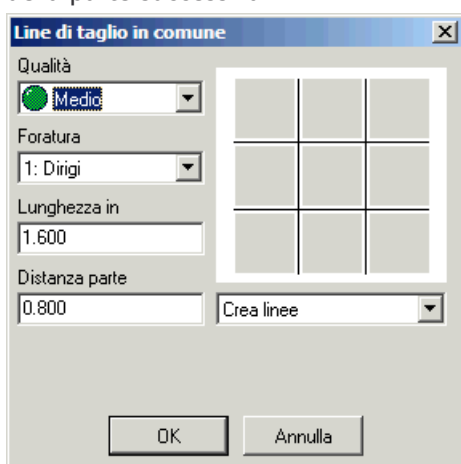 Line di taglio in comune
Qualità
Medio
Foratura
1: Dirigi
Lunghezza in
1.600
Distanza parte
0.800
Crea linee
OK
Annulla